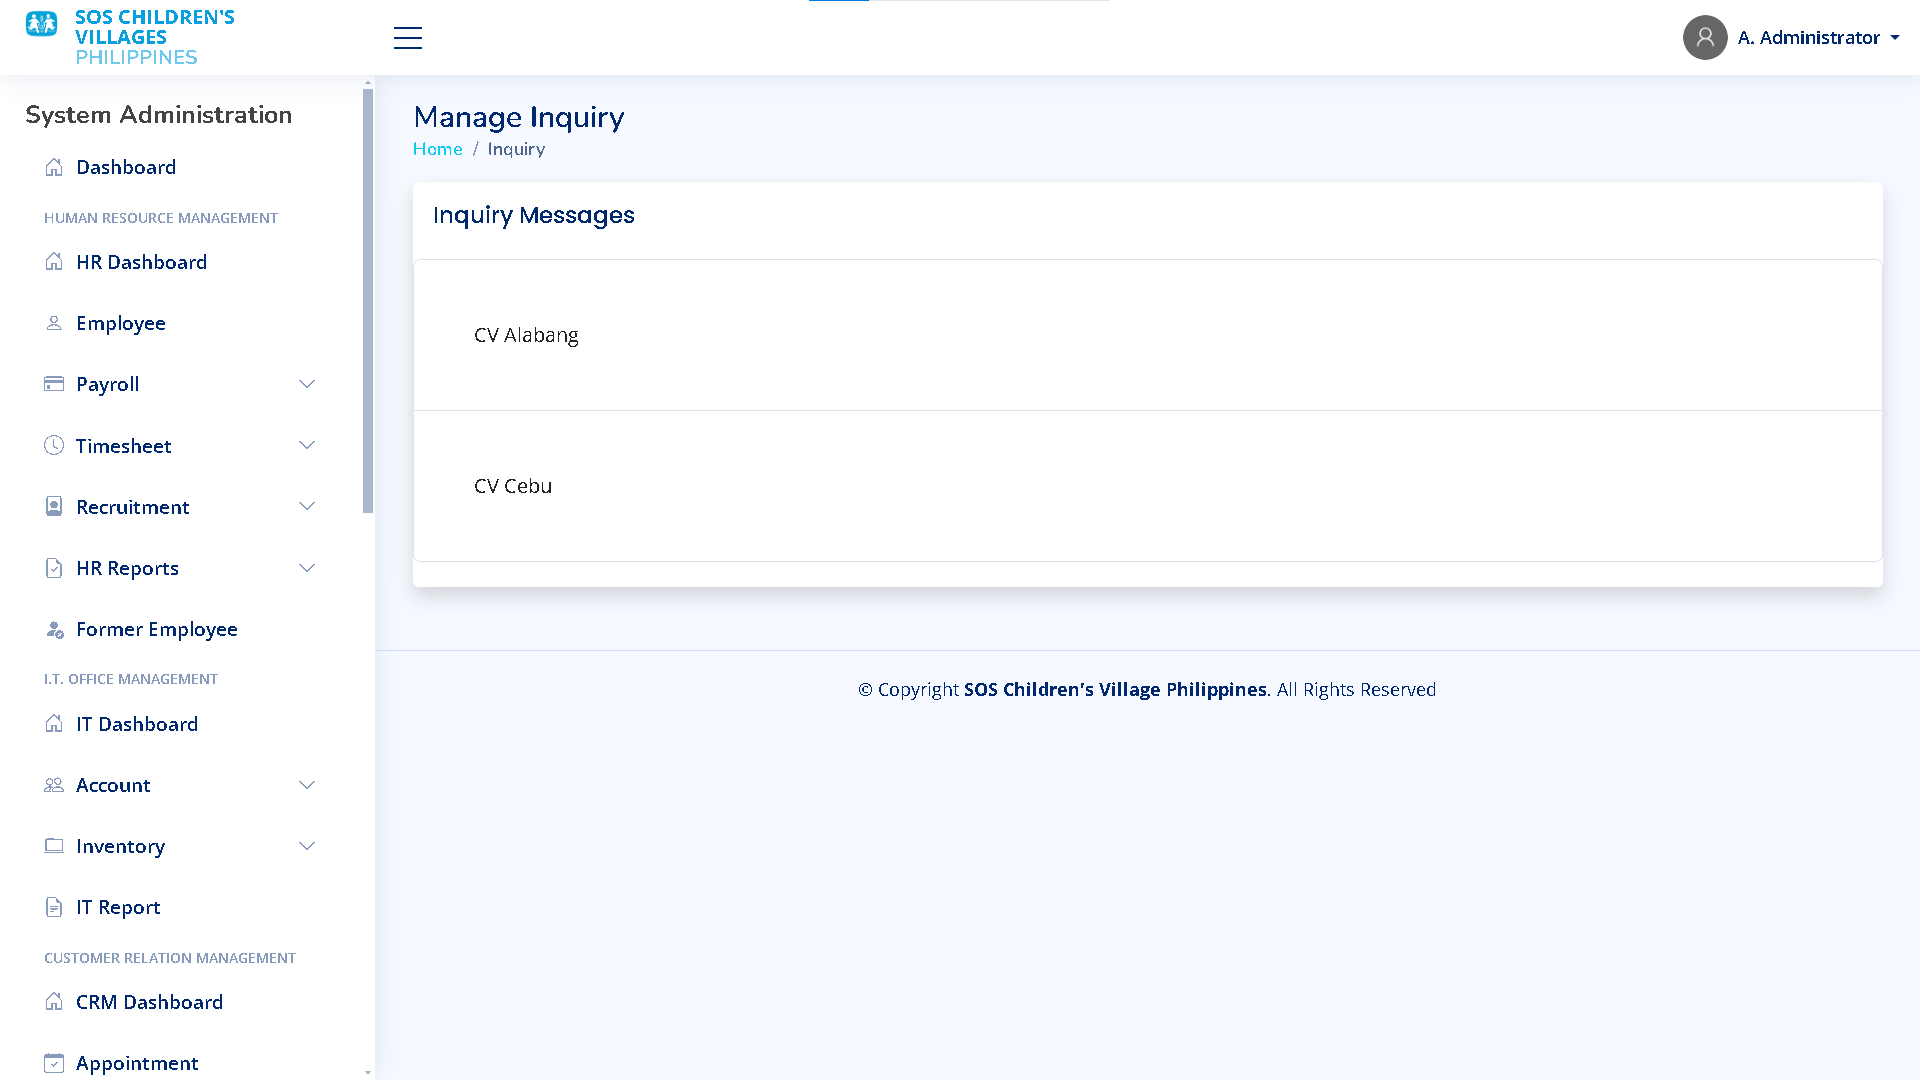 SOS CHILDREN'S
VILLAGES
PHILIPPINES
A. Administrator
System Administration
Dashboard
HUMAN RESOURCE MANAGEMENT
HR Dashboard
Employee
Payroll
Timesheet
Recruitment
HR Reports
Former Employee
I.T. OFFICE MANAGEMENT
IT Dashboard
Account
Inventory
IT Report
CUSTOMER RELATION MANAGEMENT
CRM Dashboard
Appointment
Manage Inquiry
Home / Inquiry
Inquiry Messages
CV Alabang
CV Cebu
© Copyright SOS Children's Village Philippines. All Rights Reserved